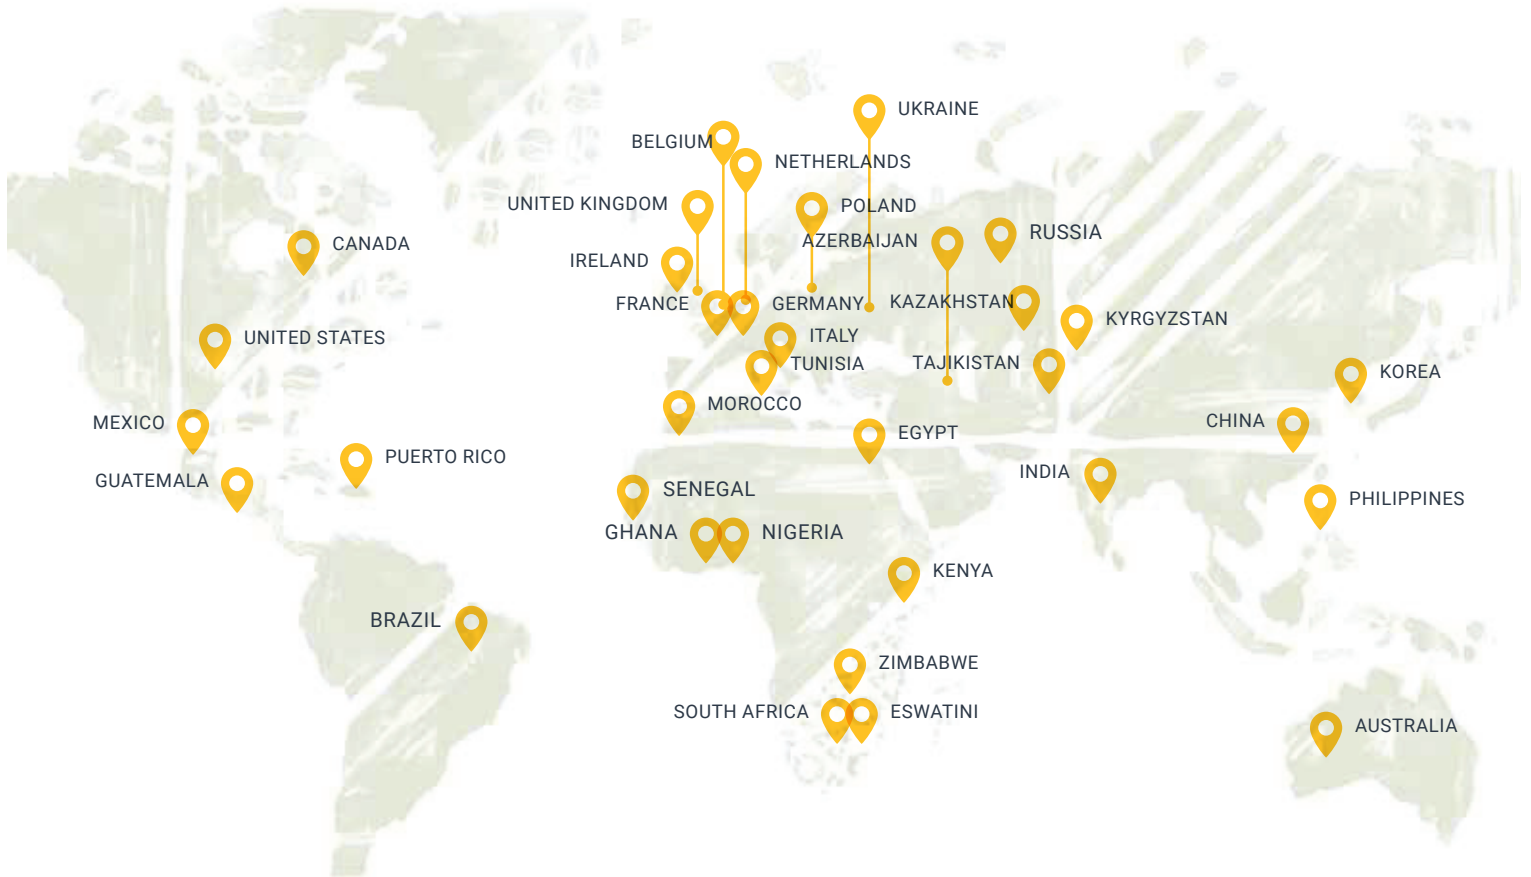 UKRAINE
BELGIUM
NETHERLANDS
UNITED KINGDOM
POLAND
RUSSIA
AZERBAIJAN
CANADA
IRELAND
FRANCE
GERMANY
KAZAKHSTAN
KYRGYZSTAN
UNITED STATES
ITALY
TUNISIA
TAJIKISTAN
KOREA
MOROCCO
MEXICO
CHINA
EGYPT
PUERTO RICO
INDIA
GUATEMALA
SENEGAL
PHILIPPINES
GHANA
NIGERIA
KENYA
BRAZIL
ZIMBABWE
SOUTH AFRICA
ESWATINI
AUSTRALIA